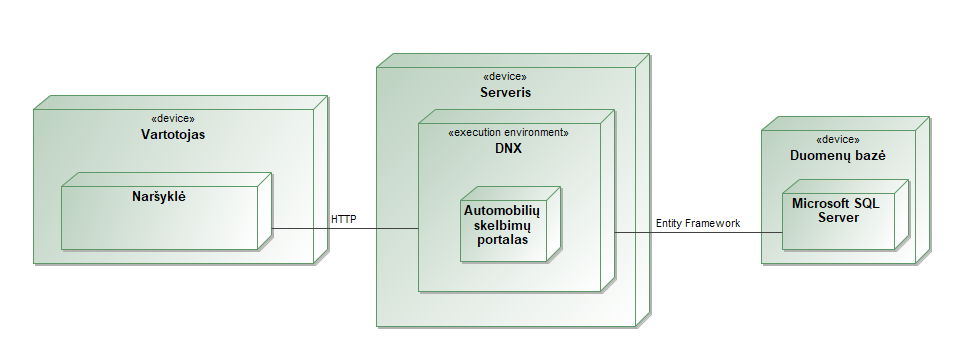 «device»
Vartotojas
Naršyklė
HTTP
«device»
Serveris
«execution environment»
DNX
Automobilių
skelbimų
portalas
Entity Framework
«device»
Duomenų bazė
Microsoft SQL
Server